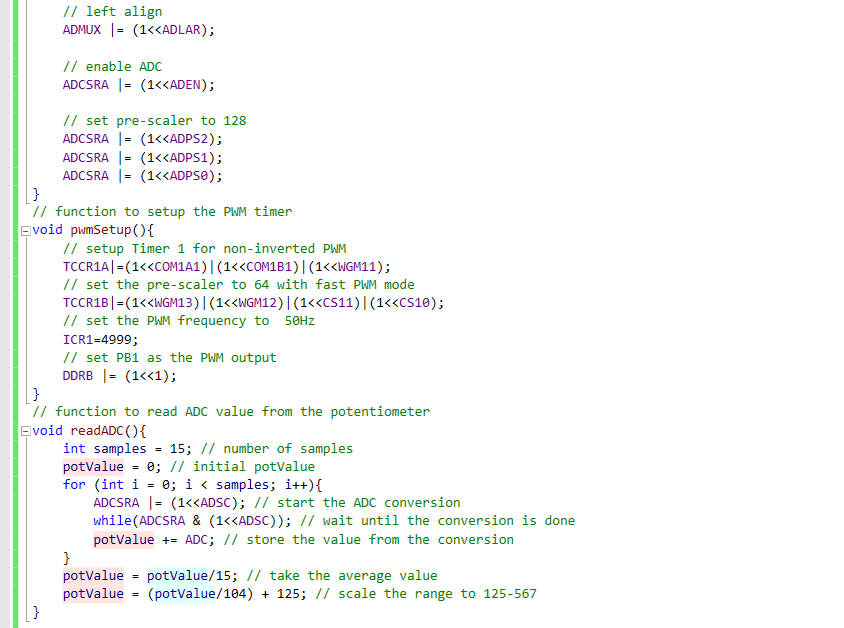 // left align
ADMUX |= (1<<ADLAR);
// enable ADC
ADCSRA |= (1<<ADEN);
// set pre-scaler to 128
ADCSRA |= (1<<ADPS2);
ADCSRA |= (1<<ADPS1);
ADCSRA |= (1<<ADPS0);
}
// function to setup the PWM timer
void pwmSetup(){
// setup Timer 1 for non-inverted PWM
TCCR1A|=(1<<COM1A1)|(1<<COM1B1)|(1<<WGM11);
// set the pre-scaler to 64 with fast PWM mode
TCCR1B|=(1<<WGM13)|(1<<WGM12)|(1<<CS11)|(1<<CS10);
// set the PWM frequency to  50Hz
ICR1=4999;
// set PB1 as the PWM output
DDRB |= (1<<1);
}
// function to read ADC value from the potentiometer
void readADC(){
int samples = 15; // number of samples
potValue = 0; // initial potValue
for (int i = 0; i < samples; i++){
ADCSRA |= (1<<ADSC); // start the ADC conversion
while(ADCSRA & (1<<ADSC)); // wait until the conversion is done
potValue += ADC; // store the value from the conversion
}
potValue = potValue/15; // take the average value
potValue = (potValue/104) + 125; // scale the range to 125-567
}